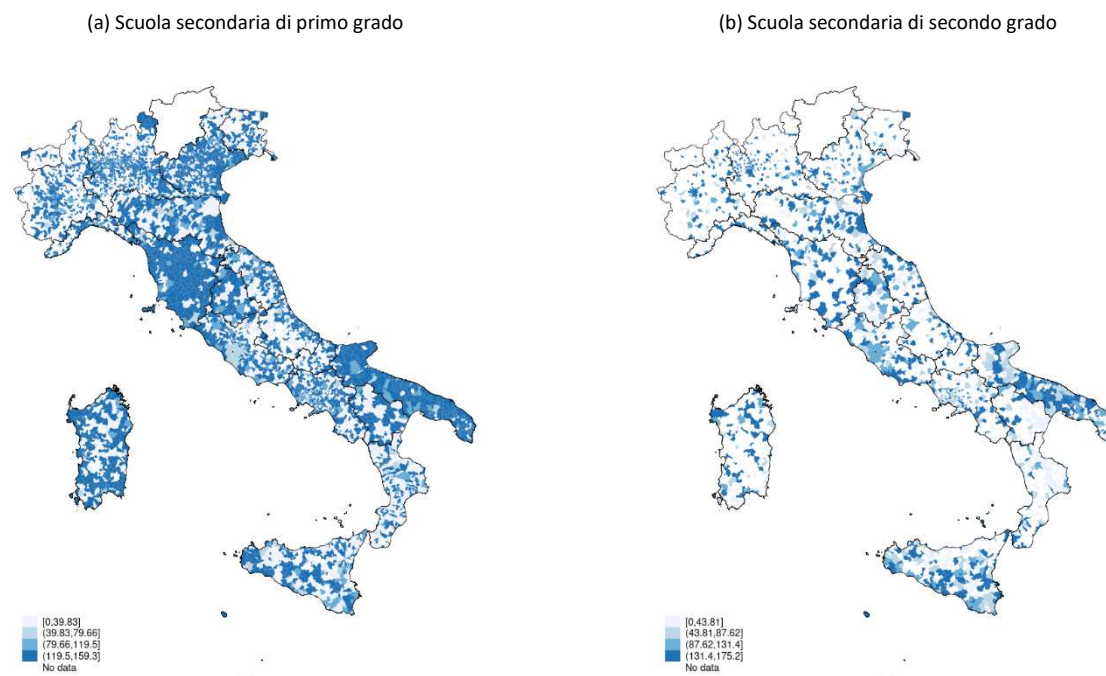 (a) Scuola secondaria di primo grado
(b) Scuola secondaria di secondo grado
[0,39.83]
(39.83,79.66]
(79.66,119.5]
(119.5,159.3]
No data
[0,43.81]
(43.81,87.62]
(87.62,131.4]
(131.4,175.2]
No data